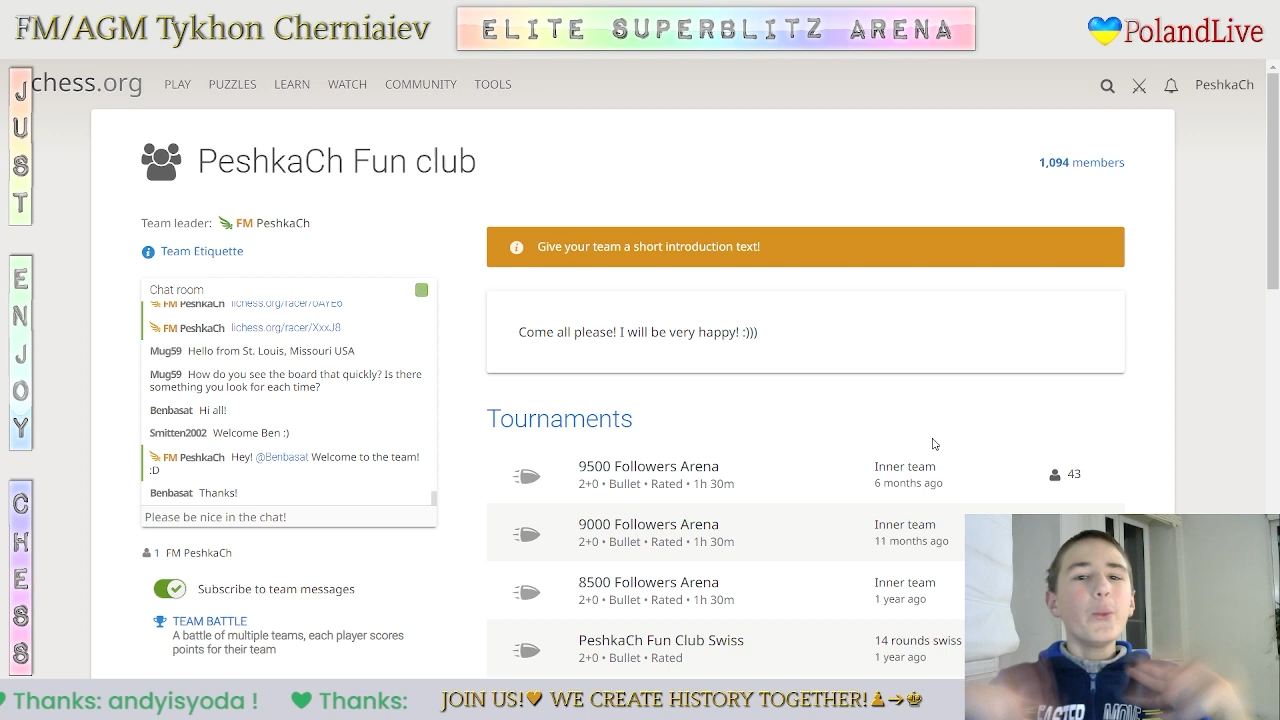 FM/AGM Tykhon Cherniaiev
ELITE SUPERBLITZ ARENA
PolandLive
JUST
ENJOY
CHESS
chess.org
PLAY
PUZZLES
LEARN
WATCH
COMMUNITY
TOOLS
PeshkaCh
PeshkaCh Fun club
1,094 members
Team leader: FM PeshkaCh
Team Etiquette
Give your team a short introduction text!
Chat room
FM PeshkaCh
FM PeshkaCh lichess.org/racer/XxxJ8
Mug59 Hello from St. Louis, Missouri USA
Mug59 How do you see the board that quickly? Is there
something you look for each time?
Benbasat Hi all!
Smitten2002 Welcome Ben :)
FM PeshkaCh Hey! @Benbasat Welcome to the team!
:D
Benbasat Thanks!
Please be nice in the chat!
1 FM PeshkaCh
Subscribe to team messages
TEAM BATTLE
A battle of multiple teams, each player scores
points for their team
Come all please! I will be very happy! :)))
Tournaments
9500 Followers Arena
2+0 • Bullet • Rated • 1h 30m
Inner team
6 months ago
43
9000 Followers Arena
2+0 • Bullet • Rated • 1h 30m
Inner team
11 months ago
8500 Followers Arena
2+0 • Bullet • Rated • 1h 30m
Inner team
1 year ago
PeshkaCh Fun Club Swiss
2+0 • Bullet • Rated
14 rounds swiss
1 year ago
Thanks: andyisyoda !
Thanks:
JOIN US!♥ WE CREATE HISTORY TOGETHER!♟→♚